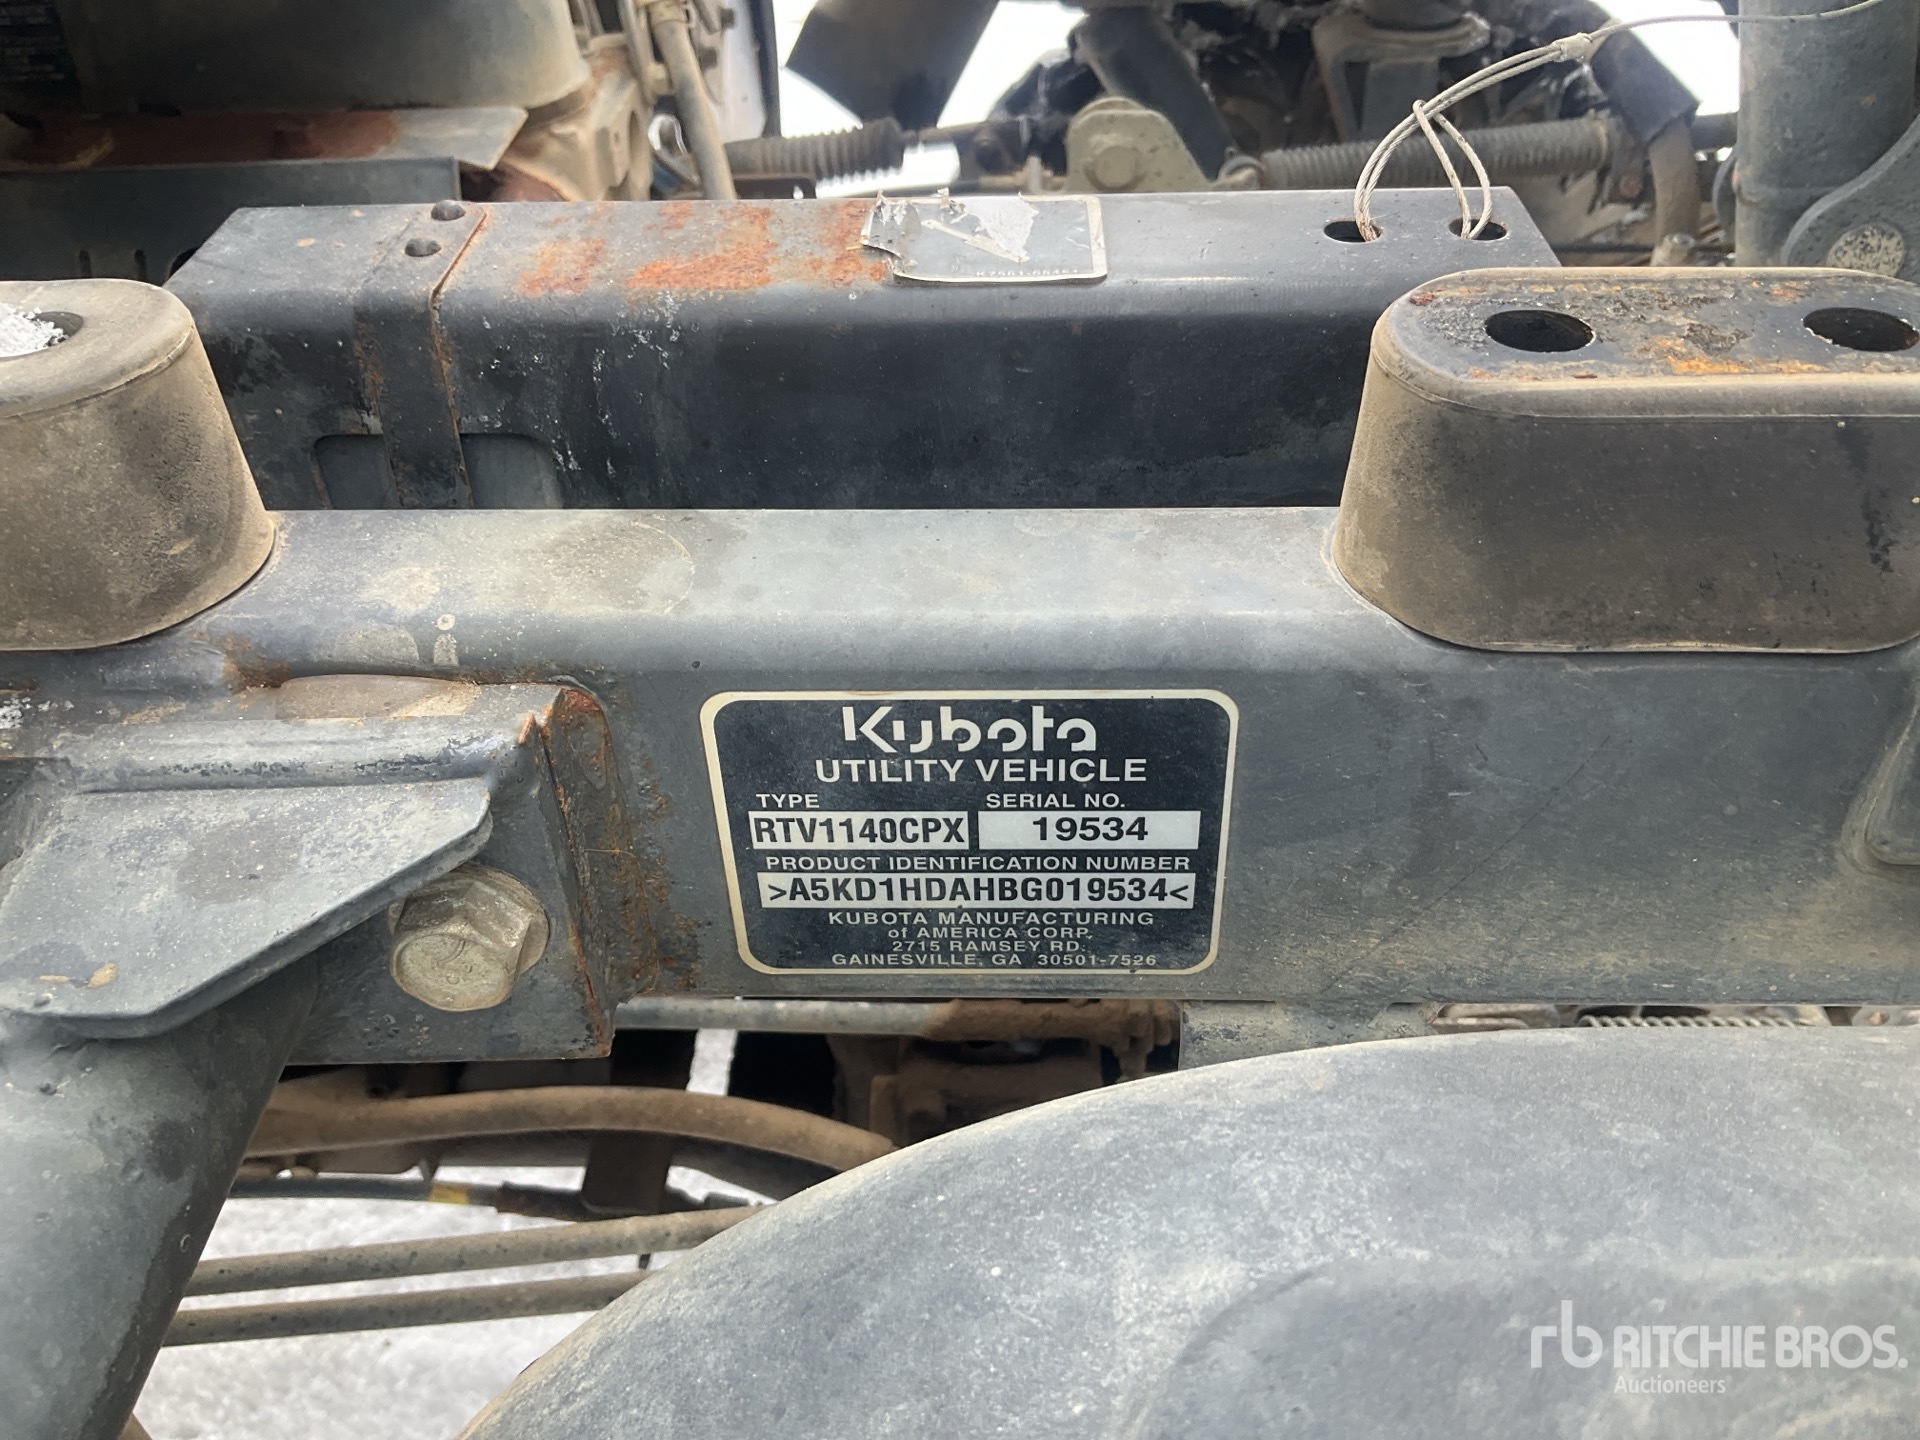 Kubota
UTILITY VEHICLE
TYPE SERIAL NO.
RTV1140CPX 19534
PRODUCT IDENTIFICATION NUMBER
>A5KD1HDAHBG019534<
KUBOTA MANUFACTURING
of AMERICA CORP.
2715 RAMSEY RD.
GAINESVILLE, GA 30501-7526
rb RITCHIE BROS.
Auctioneers